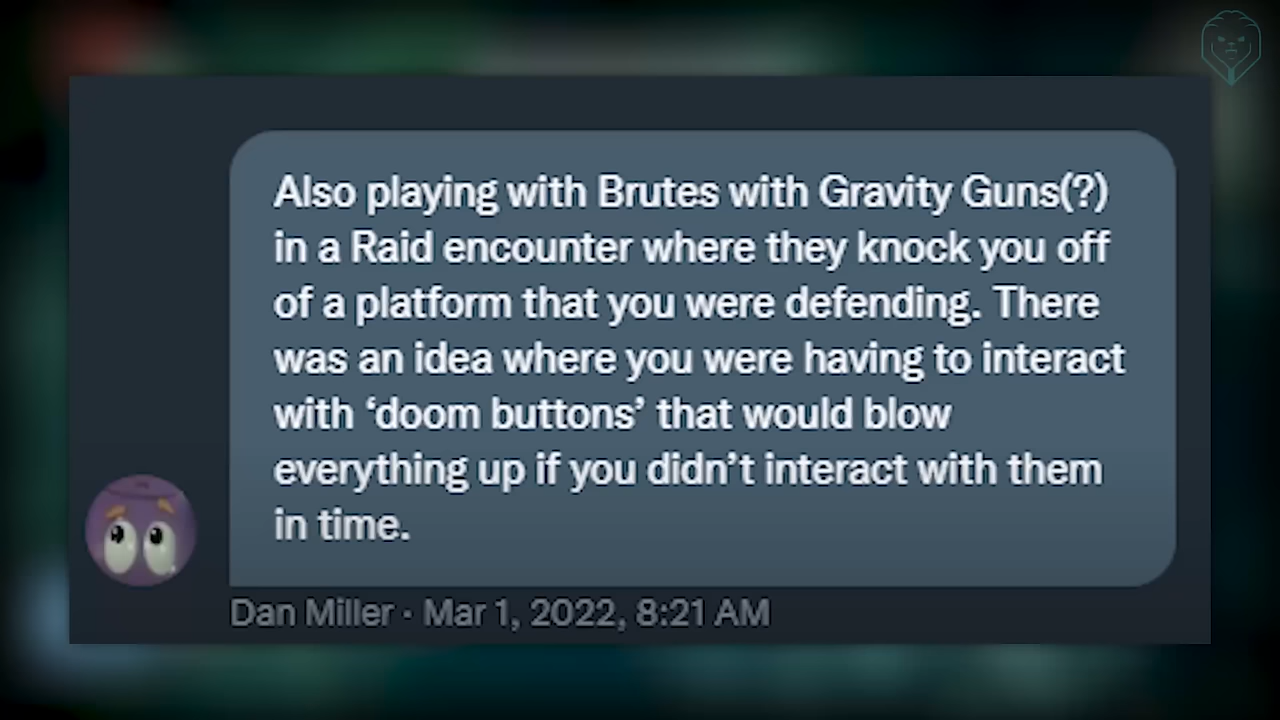 Also playing with Brutes with Gravity Guns(?)
in a Raid encounter where they knock you off
of a platform that you were defending. There
was an idea where you were having to interact
with ‘doom buttons’ that would blow
everything up if you didn’t interact with them
in time.
Dan Miller · Mar 1, 2022, 8:21 AM